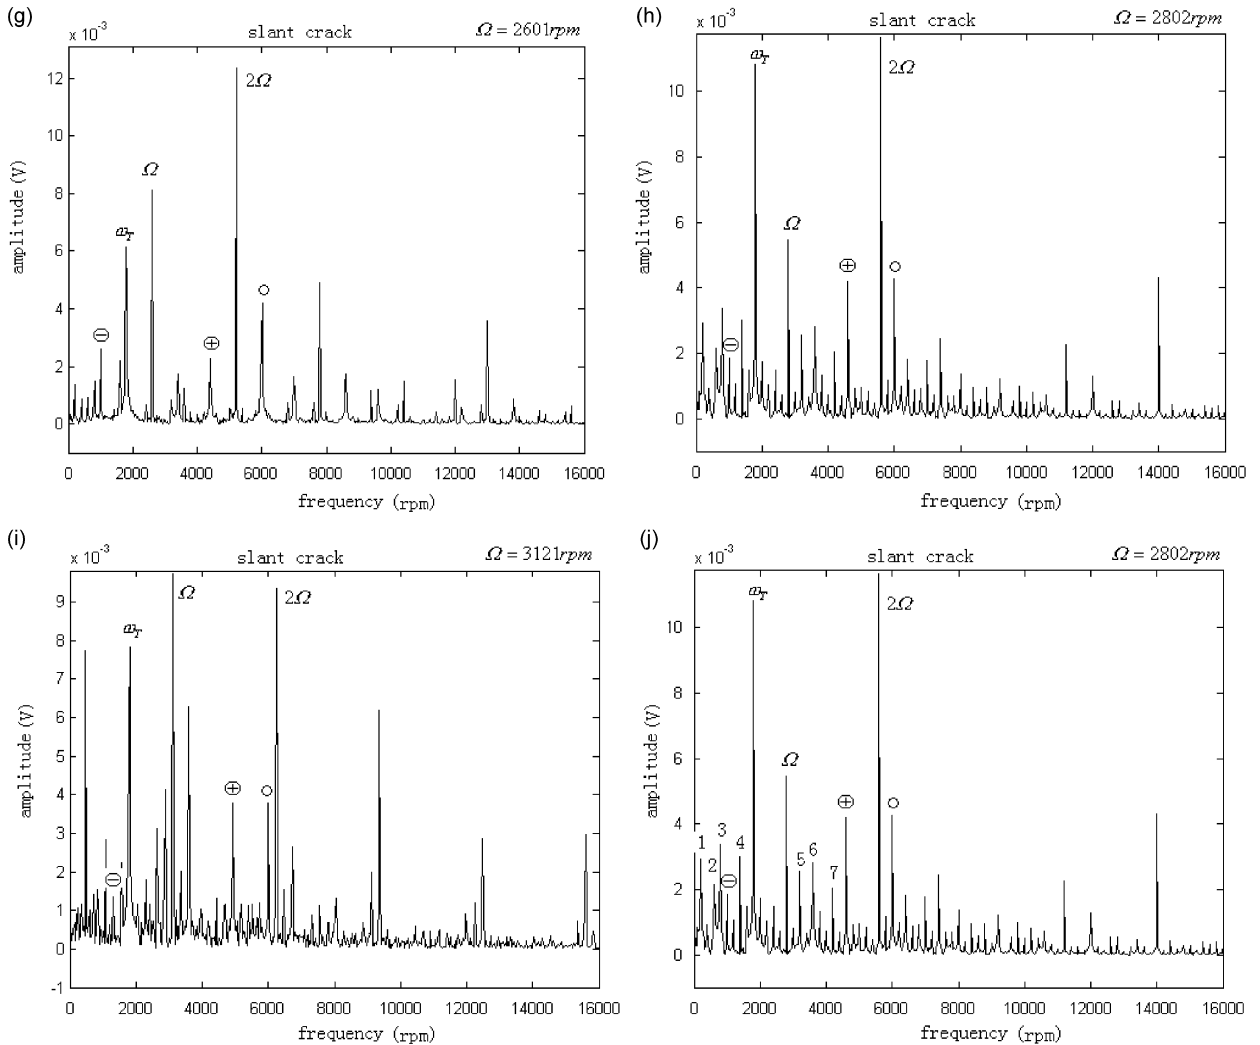 (g)
x 10⁻³
slant crack
Ω = 2601rpm
12
10
8
6
4
2
0
amplitude (V)
2Ω
Ω
ω_T
⊖
⊕
○
0 2000 4000 6000 8000 10000 12000 14000 16000
frequency (rpm)
(h)
x 10⁻³
slant crack
Ω = 2802rpm
10
8
6
4
2
0
amplitude (V)
ω_T
2Ω
Ω
⊕
○
⊖
0 2000 4000 6000 8000 10000 12000 14000 16000
frequency (rpm)
(i)
x 10⁻³
slant crack
Ω = 3121rpm
9
8
7
6
5
4
3
2
1
0
-1
amplitude (V)
Ω
2Ω
ω_T
⊕
○
⊖
0 2000 4000 6000 8000 10000 12000 14000 16000
frequency (rpm)
(j)
x 10⁻³
slant crack
Ω = 2802rpm
10
8
6
4
2
0
amplitude (V)
ω_T
2Ω
Ω
⊕
○
1
2
3
4
⊖
5
6
7
0 2000 4000 6000 8000 10000 12000 14000 16000
frequency (rpm)